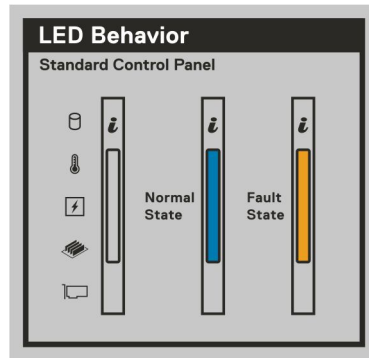 LED Behavior
Standard Control Panel
i i i
Normal
State
Fault
State